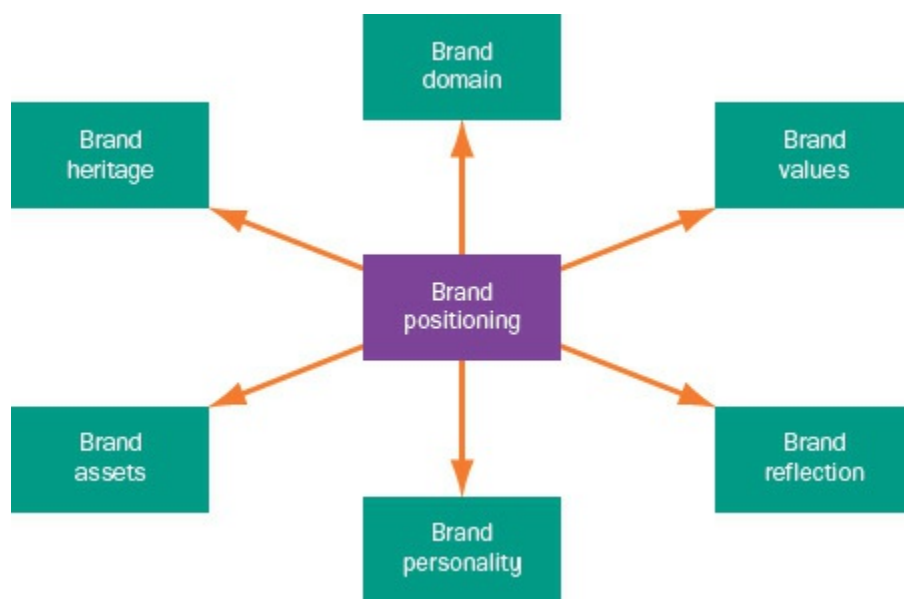 Brand
domain
Brand
heritage
Brand
values
Brand
positioning
Brand
assets
Brand
reflection
Brand
personality